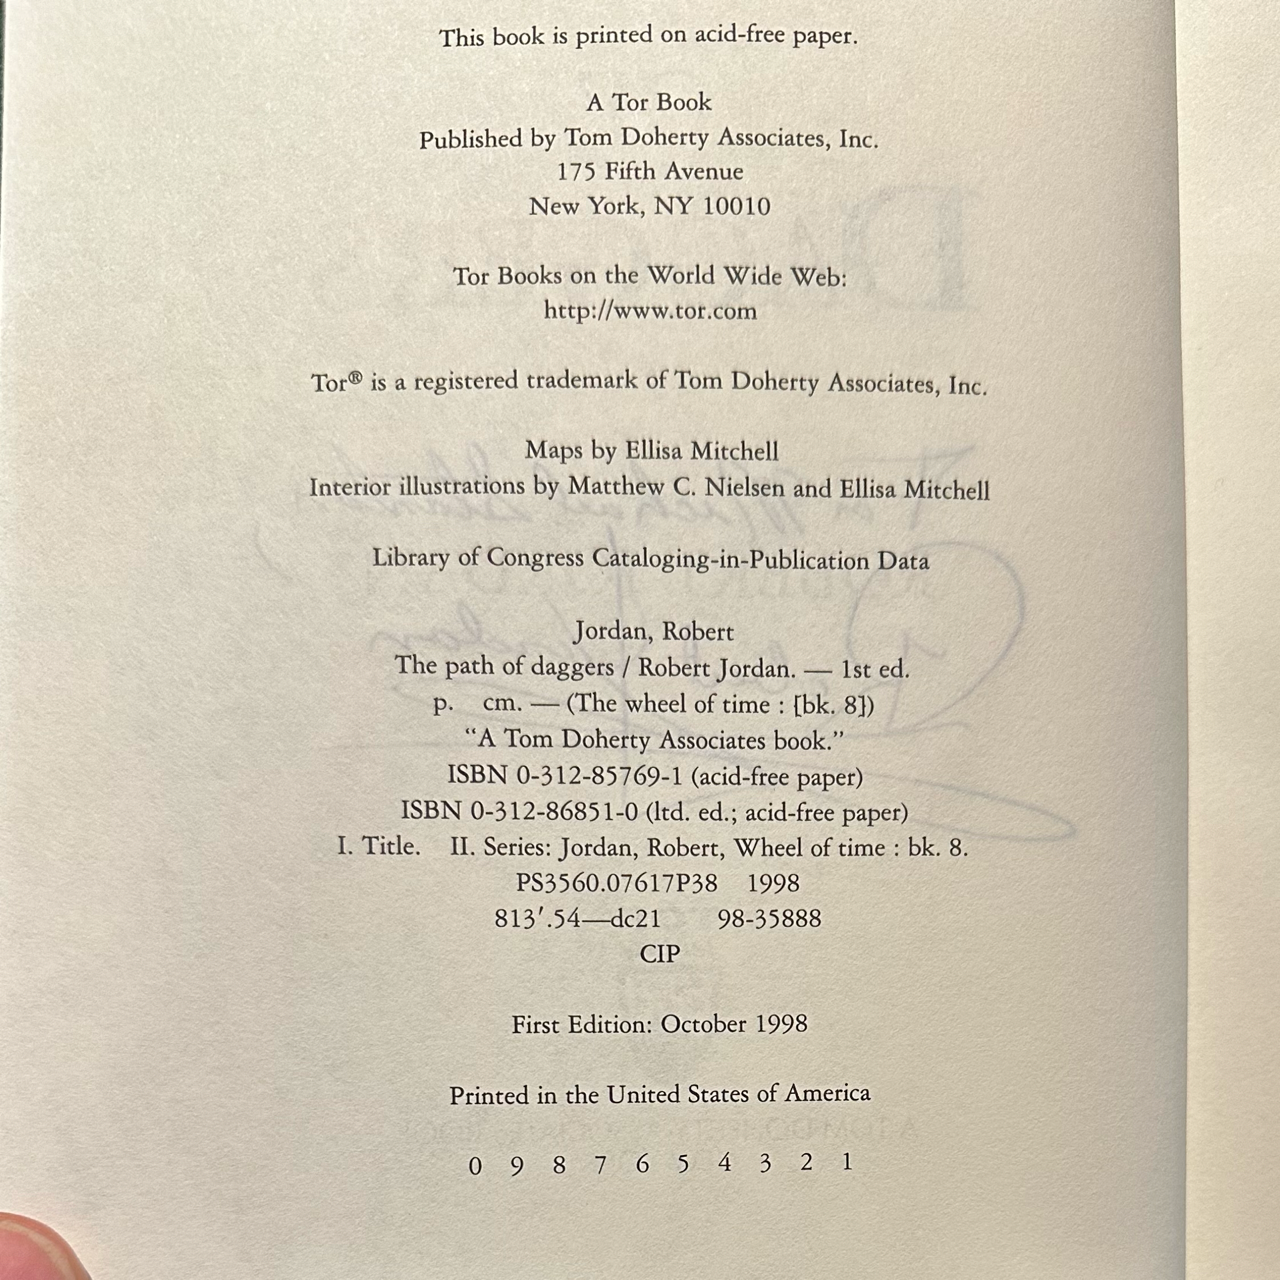 This book is printed on acid-free paper.
A Tor Book
Published by Tom Doherty Associates, Inc.
175 Fifth Avenue
New York, NY 10010
Tor Books on the World Wide Web:
http://www.tor.com
Tor® is a registered trademark of Tom Doherty Associates, Inc.
Maps by Ellisa Mitchell
Interior illustrations by Matthew C. Nielsen and Ellisa Mitchell
Library of Congress Cataloging-in-Publication Data
Jordan, Robert
The path of daggers / Robert Jordan. — 1st ed.
p. cm. — (The wheel of time : [bk. 8])
“A Tom Doherty Associates book.”
ISBN 0-312-85769-1 (acid-free paper)
ISBN 0-312-86851-0 (ltd. ed.; acid-free paper)
I. Title. II. Series: Jordan, Robert, Wheel of time : bk. 8.
PS3560.07617P38 1998
813′.54—dc21 98-35888
CIP
First Edition: October 1998
Printed in the United States of America
0 9 8 7 6 5 4 3 2 1